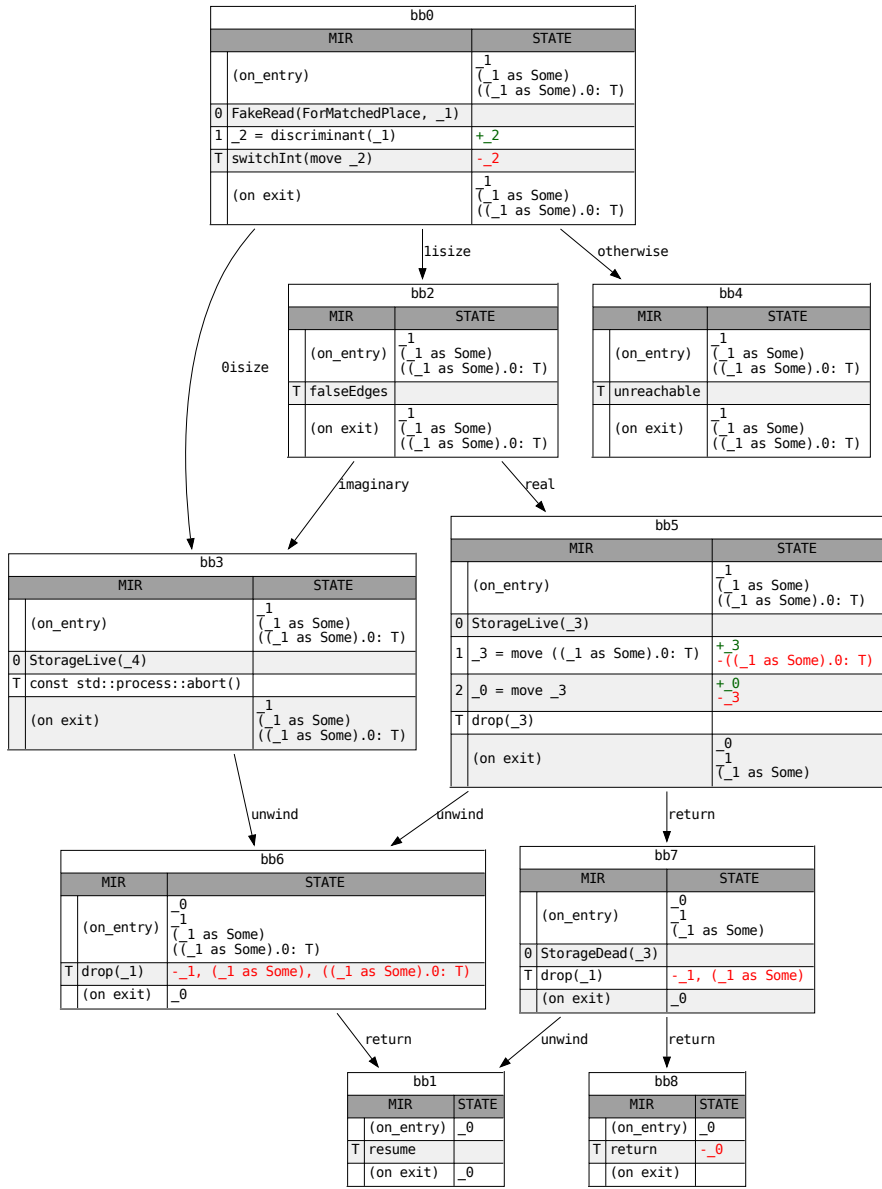 bb0
MIR STATE
(on_entry) _1
(_1 as Some)
((_1 as Some).0: T)
0 FakeRead(ForMatchedPlace, _1)
1 _2 = discriminant(_1) +_2
T switchInt(move _2) -_2
(on exit) _1
(_1 as Some)
((_1 as Some).0: T)
0isize
1isize
otherwise
bb2
MIR STATE
(on_entry) _1
(_1 as Some)
((_1 as Some).0: T)
T falseEdges
(on exit) _1
(_1 as Some)
((_1 as Some).0: T)
bb4
MIR STATE
(on_entry) _1
(_1 as Some)
((_1 as Some).0: T)
T unreachable
(on exit) _1
(_1 as Some)
((_1 as Some).0: T)
imaginary
real
bb3
MIR STATE
(on_entry) _1
(_1 as Some)
((_1 as Some).0: T)
0 StorageLive(_4)
T const std::process::abort()
(on exit) _1
(_1 as Some)
((_1 as Some).0: T)
bb5
MIR STATE
(on_entry) _1
(_1 as Some)
((_1 as Some).0: T)
0 StorageLive(_3)
1 _3 = move ((_1 as Some).0: T) +_3
-((_1 as Some).0: T)
2 _0 = move _3 +_0
-_3
T drop(_3)
(on exit) _0
_1
(_1 as Some)
unwind
unwind
return
bb6
MIR STATE
(on_entry) _0
_1
(_1 as Some)
((_1 as Some).0: T)
T drop(_1) -_1, (_1 as Some), ((_1 as Some).0: T)
(on exit) _0
bb7
MIR STATE
(on_entry) _0
_1
(_1 as Some)
0 StorageDead(_3)
T drop(_1) -_1, (_1 as Some)
(on exit) _0
return
unwind
return
bb1
MIR STATE
(on_entry) _0
T resume
(on exit) _0
bb8
MIR STATE
(on_entry) _0
T return -_0
(on exit)